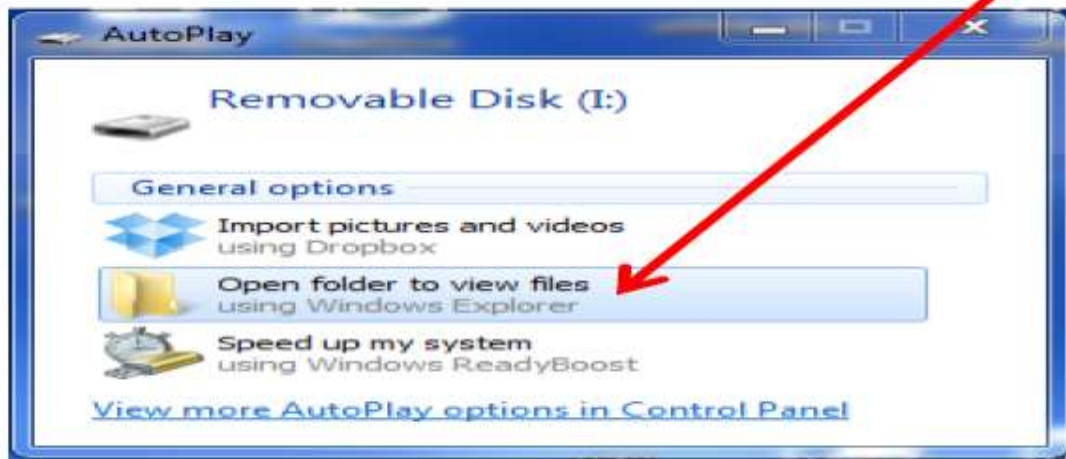 AutoPlay
Removable Disk (I:)
General options
Import pictures and videos
using Dropbox
Open folder to view files
using Windows Explorer
Speed up my system
using Windows ReadyBoost
View more AutoPlay options in Control Panel